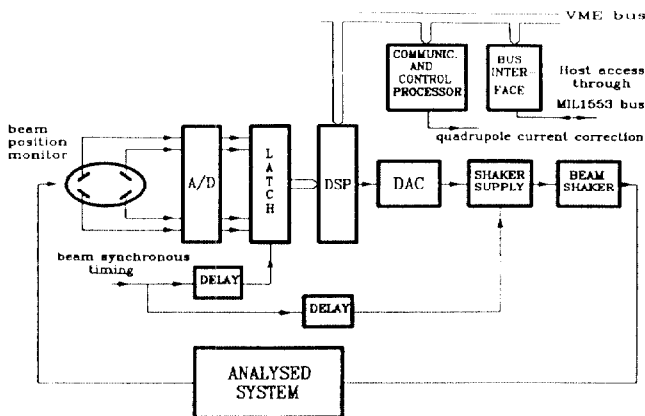 VME bus
COMMUNIC.
AND
CONTROL
PROCESSOR
BUS
INTER-
FACE
Host access
through
MIL1553 bus
quadrupole current correction
beam
position
monitor
A/D
L
A
T
C
H
DSP
DAC
SHAKER
SUPPLY
BEAM
SHAKER
beam synchronous
timing
DELAY
DELAY
ANALYSED
SYSTEM